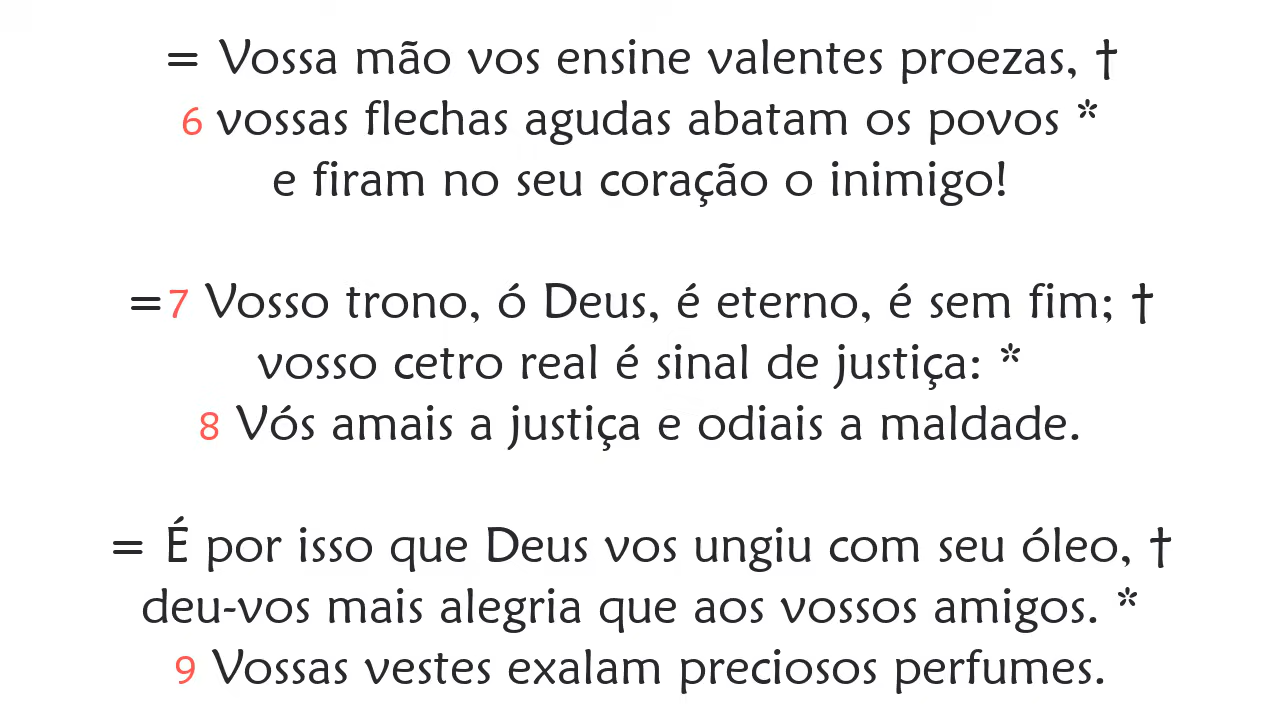 = Vossa mão vos ensine valentes proezas, †
6 vossas flechas agudas abatam os povos *
e firam no seu coração o inimigo!
=7 Vosso trono, ó Deus, é eterno, é sem fim; †
vosso cetro real é sinal de justiça: *
8 Vós amais a justiça e odiais a maldade.
= É por isso que Deus vos ungiu com seu óleo, †
deu-vos mais alegria que aos vossos amigos. *
9 Vossas vestes exalam preciosos perfumes.